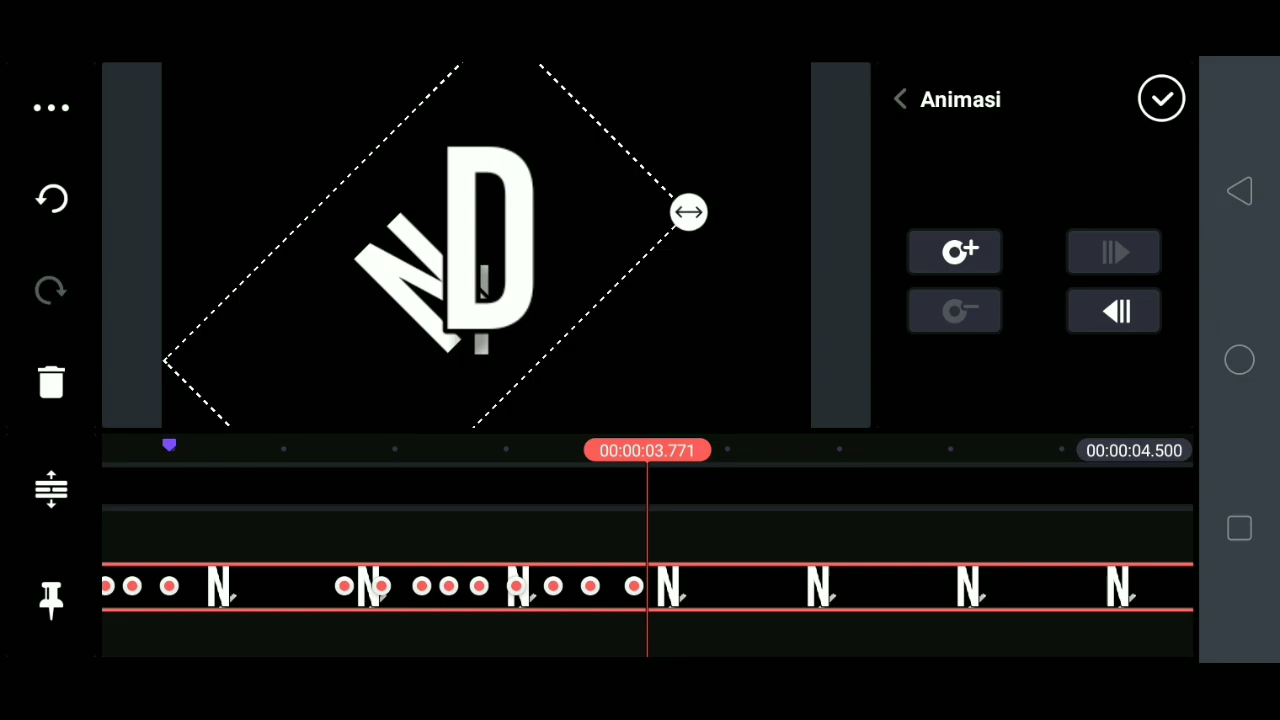 Animasi
D
N
00:00:03.771
00:00:04.500
N N N N N N N